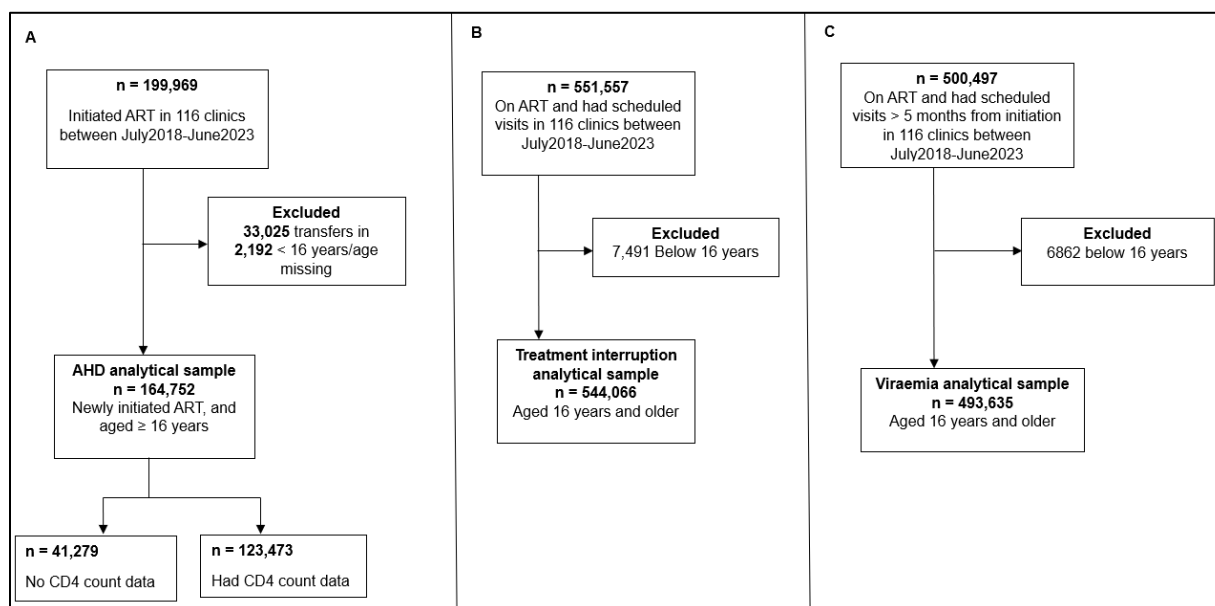 A
n = 199,969
Initiated ART in 116 clinics
between July2018-June2023
Excluded
33,025 transfers in
2,192 < 16 years/age
missing
AHD analytical sample
n = 164,752
Newly initiated ART, and
aged ≥ 16 years
n = 41,279
No CD4 count data
n = 123,473
Had CD4 count data
B
n = 551,557
On ART and had scheduled
visits in 116 clinics between
July2018-June2023
Excluded
7,491 Below 16 years
Treatment interruption
analytical sample
n = 544,066
Aged 16 years and older
C
n = 500,497
On ART and had scheduled
visits > 5 months from initiation
in 116 clinics between
July2018-June2023
Excluded
6862 below 16 years
Viraemia analytical sample
n = 493,635
Aged 16 years and older